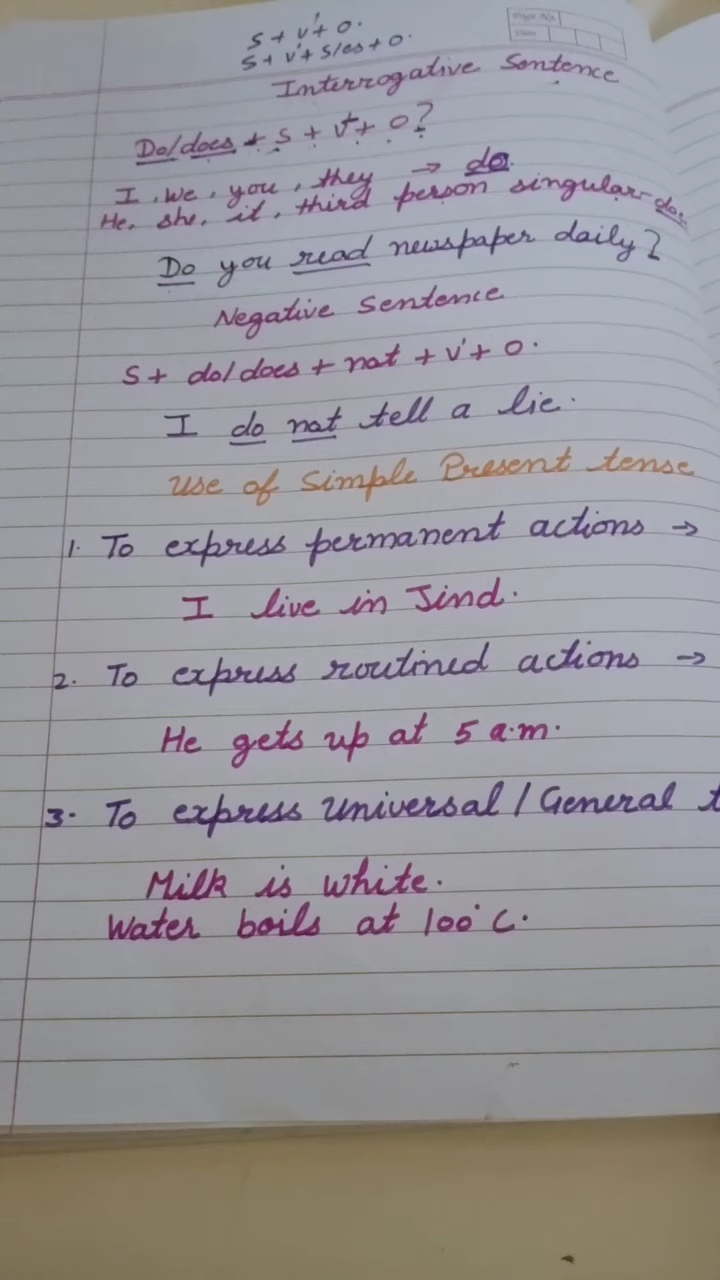 S + V¹ + O.
S + V¹ + S/es + O.
Page No
Date
Interrogative Sentence
Do/does + S + V¹ + O?
I, we, you, they → do.
He, she, it, third person singular-
Do you read newspaper daily?
Negative Sentence
S + do/does + not + V¹ + O.
I do not tell a lie.
Use of Simple Present tense
1. To express permanent actions →
I live in Jind.
2. To express routined actions →
He gets up at 5 a.m.
3. To express Universal / General
Milk is white.
Water boils at 100°C.